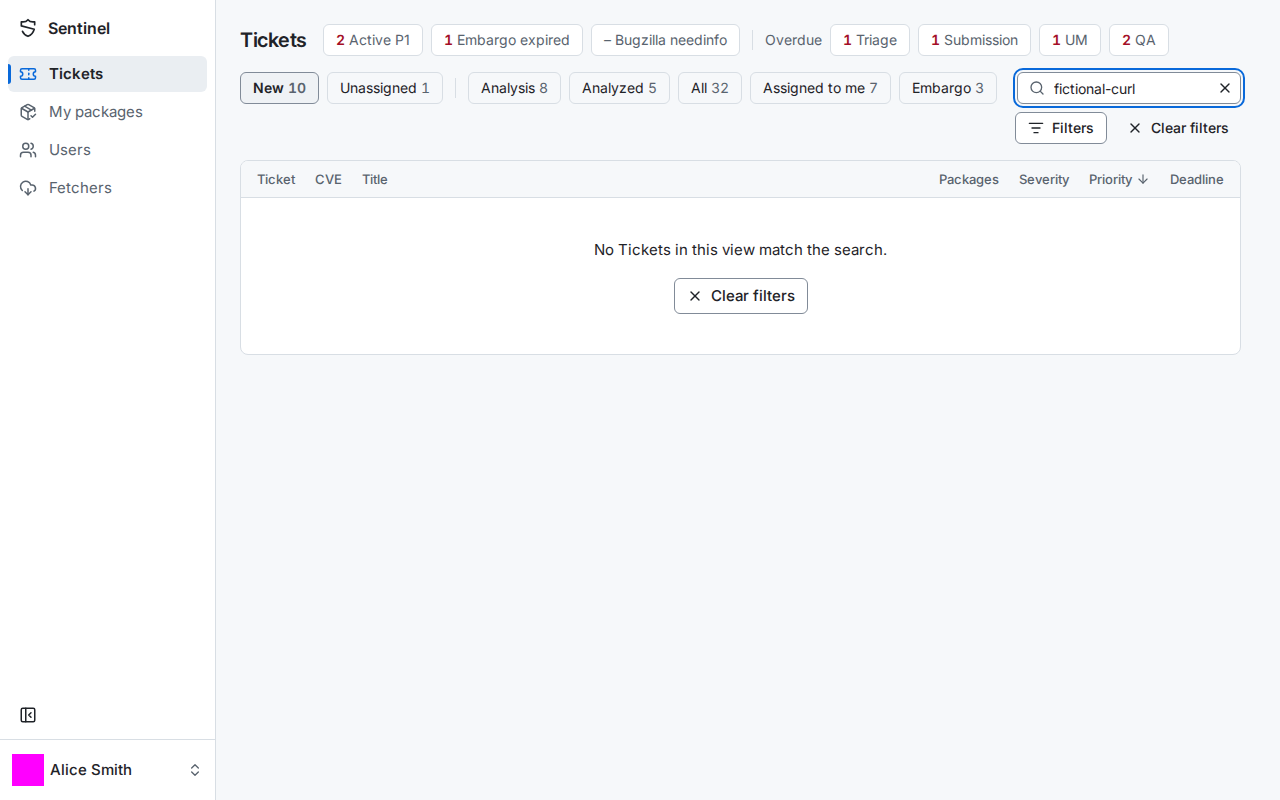 Sentinel
Tickets
My packages
Users
Fetchers
Alice Smith
Tickets 2 Active P1 1 Embargo expired – Bugzilla needinfo Overdue 1 Triage 1 Submission 1 UM 2 QA
New 10 Unassigned 1 Analysis 8 Analyzed 5 All 32 Assigned to me 7 Embargo 3 fictional-curl
Filters Clear filters
Ticket CVE Title Packages Severity Priority Deadline
No Tickets in this view match the search.
Clear filters